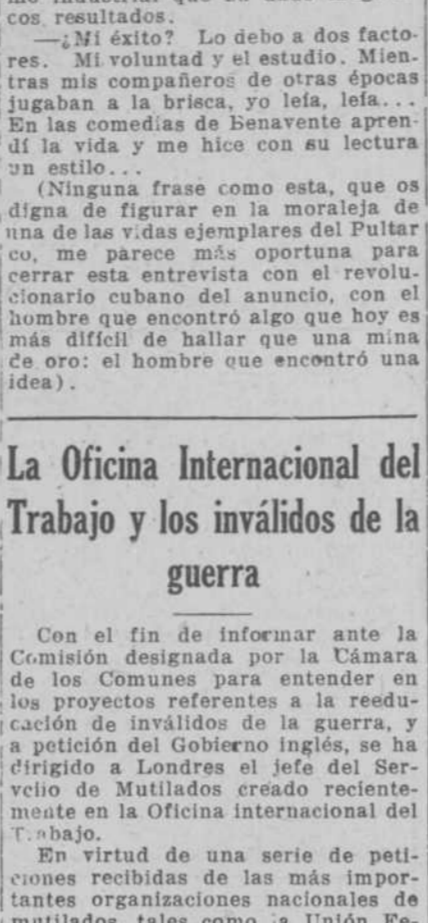 cos resultados.
—¿Mi éxito? Lo debo a dos facto-
res. Mi voluntad y el estudio. Mien-
tras mis compañeros de otras épocas
jugaban a la brisca, yo leía, leía...
En las comedias de Benavente apren-
dí la vida y me hice con su lectura
un estilo...
(Ninguna frase como esta, que os
digna de figurar en la moraleja de
una de las vidas ejemplares del Pultar
co, me parece más oportuna para
cerrar esta entrevista con el revolu-
cionario cubano del anuncio, con el
hombre que encontró algo que hoy es
más difícil de hallar que una mina
de oro: el hombre que encontró una
idea).
La Oficina Internacional del
Trabajo y los inválidos de la
guerra
Con el fin de informar ante la
Comisión designada por la Cámara
de los Comunes para entender en
los proyectos referentes a la reedu-
cación de inválidos de la guerra, y
a petición del Gobierno inglés, se ha
dirigido a Londres el jefe del Ser-
vciio de Mutilados creado reciente-
mente en la Oficina internacional del
Trabajo.
En virtud de una serie de peti-
ciones recibidas de las más impor-
tantes organizaciones nacionales de
mutilados, tales como la Unión Fe-